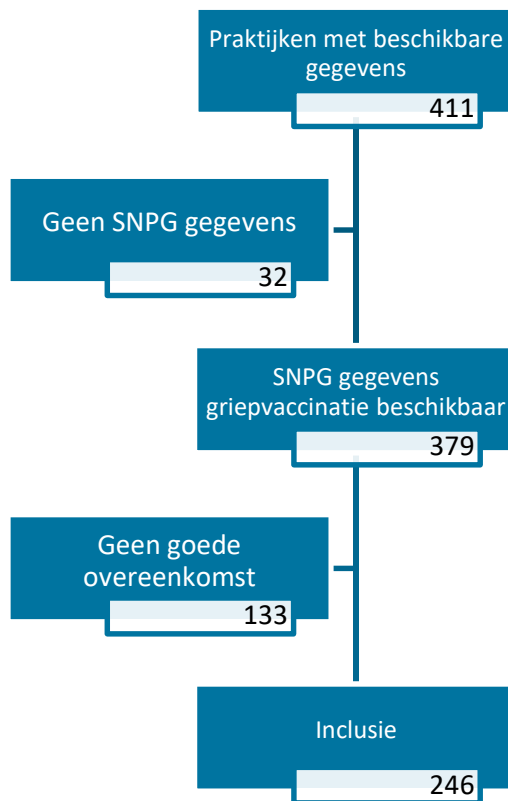 Praktijken met beschikbare
gegevens
411
Geen SNPG gegevens
32
SNPG gegevens
griepvaccinatie beschikbaar
379
Geen goede
overeenkomst
133
Inclusie
246